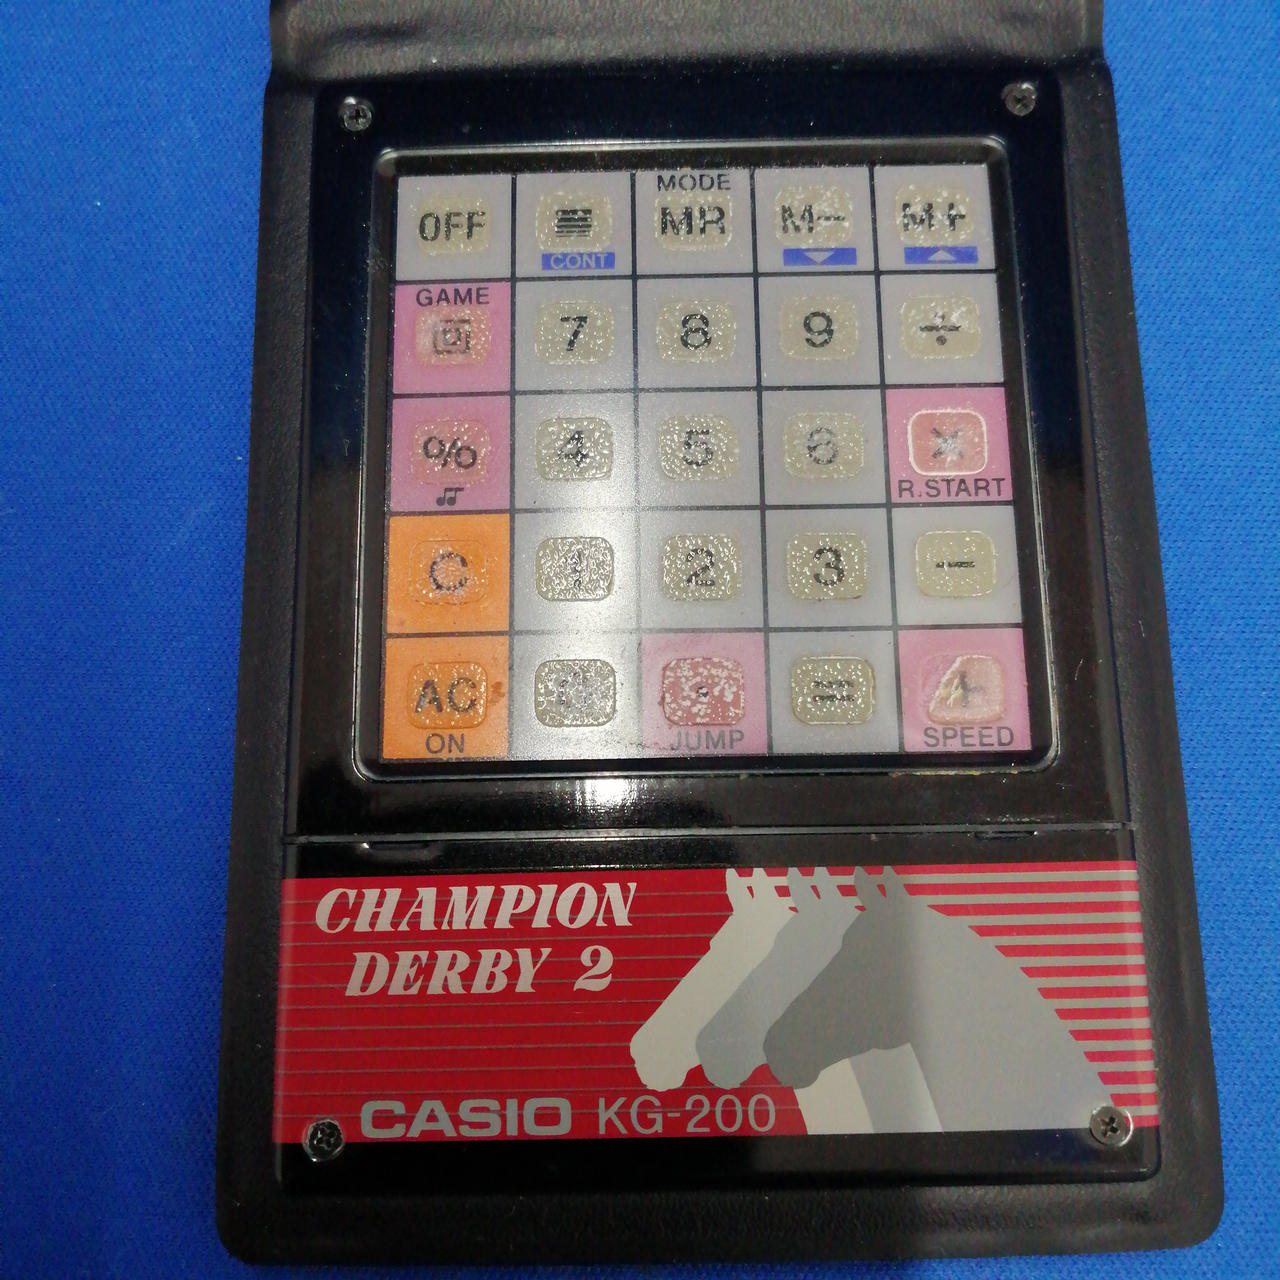 MODE
OFF MR M− M+
CONT ▼ ▲
GAME
7 8 9 ÷
% 4 5 6 ×
R.START
C 1 2 3 −
AC 0 · = +
ON JUMP SPEED
CHAMPION
DERBY 2
CASIO KG-200